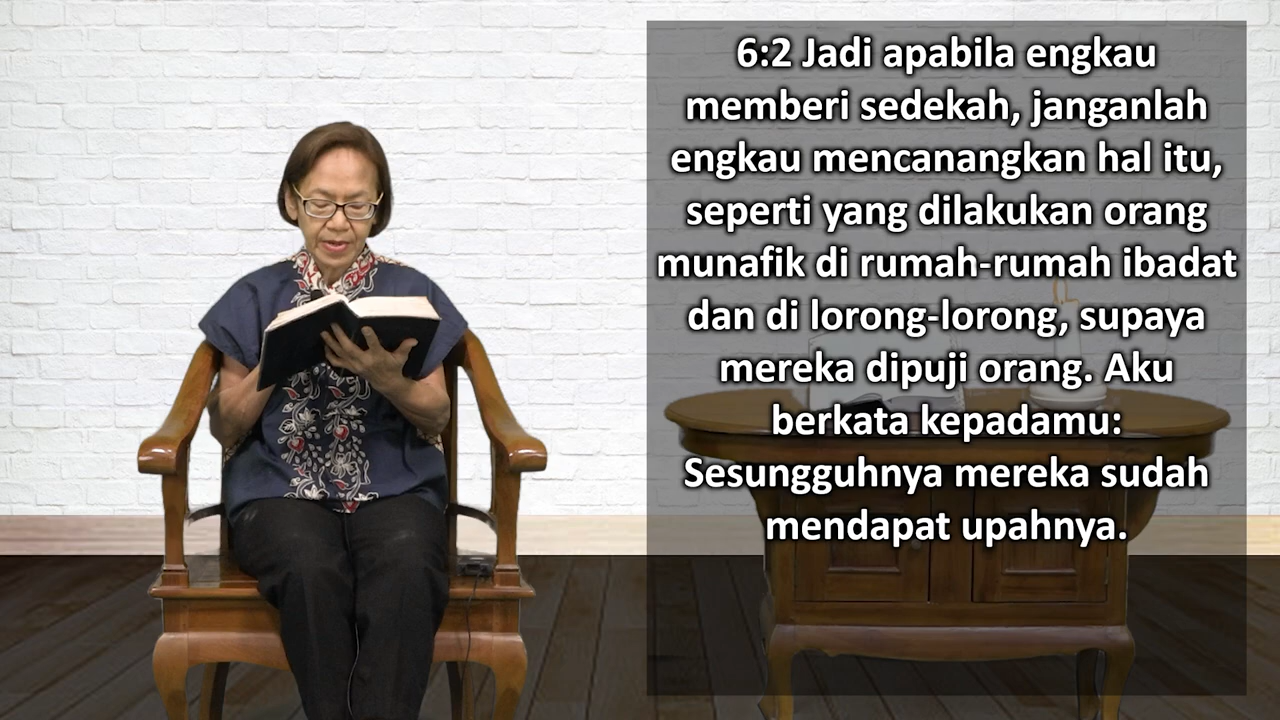 6:2 Jadi apabila engkau
memberi sedekah, janganlah
engkau mencanangkan hal itu,
seperti yang dilakukan orang
munafik di rumah-rumah ibadat
dan di lorong-lorong, supaya
mereka dipuji orang. Aku
berkata kepadamu:
Sesungguhnya mereka sudah
mendapat upahnya.